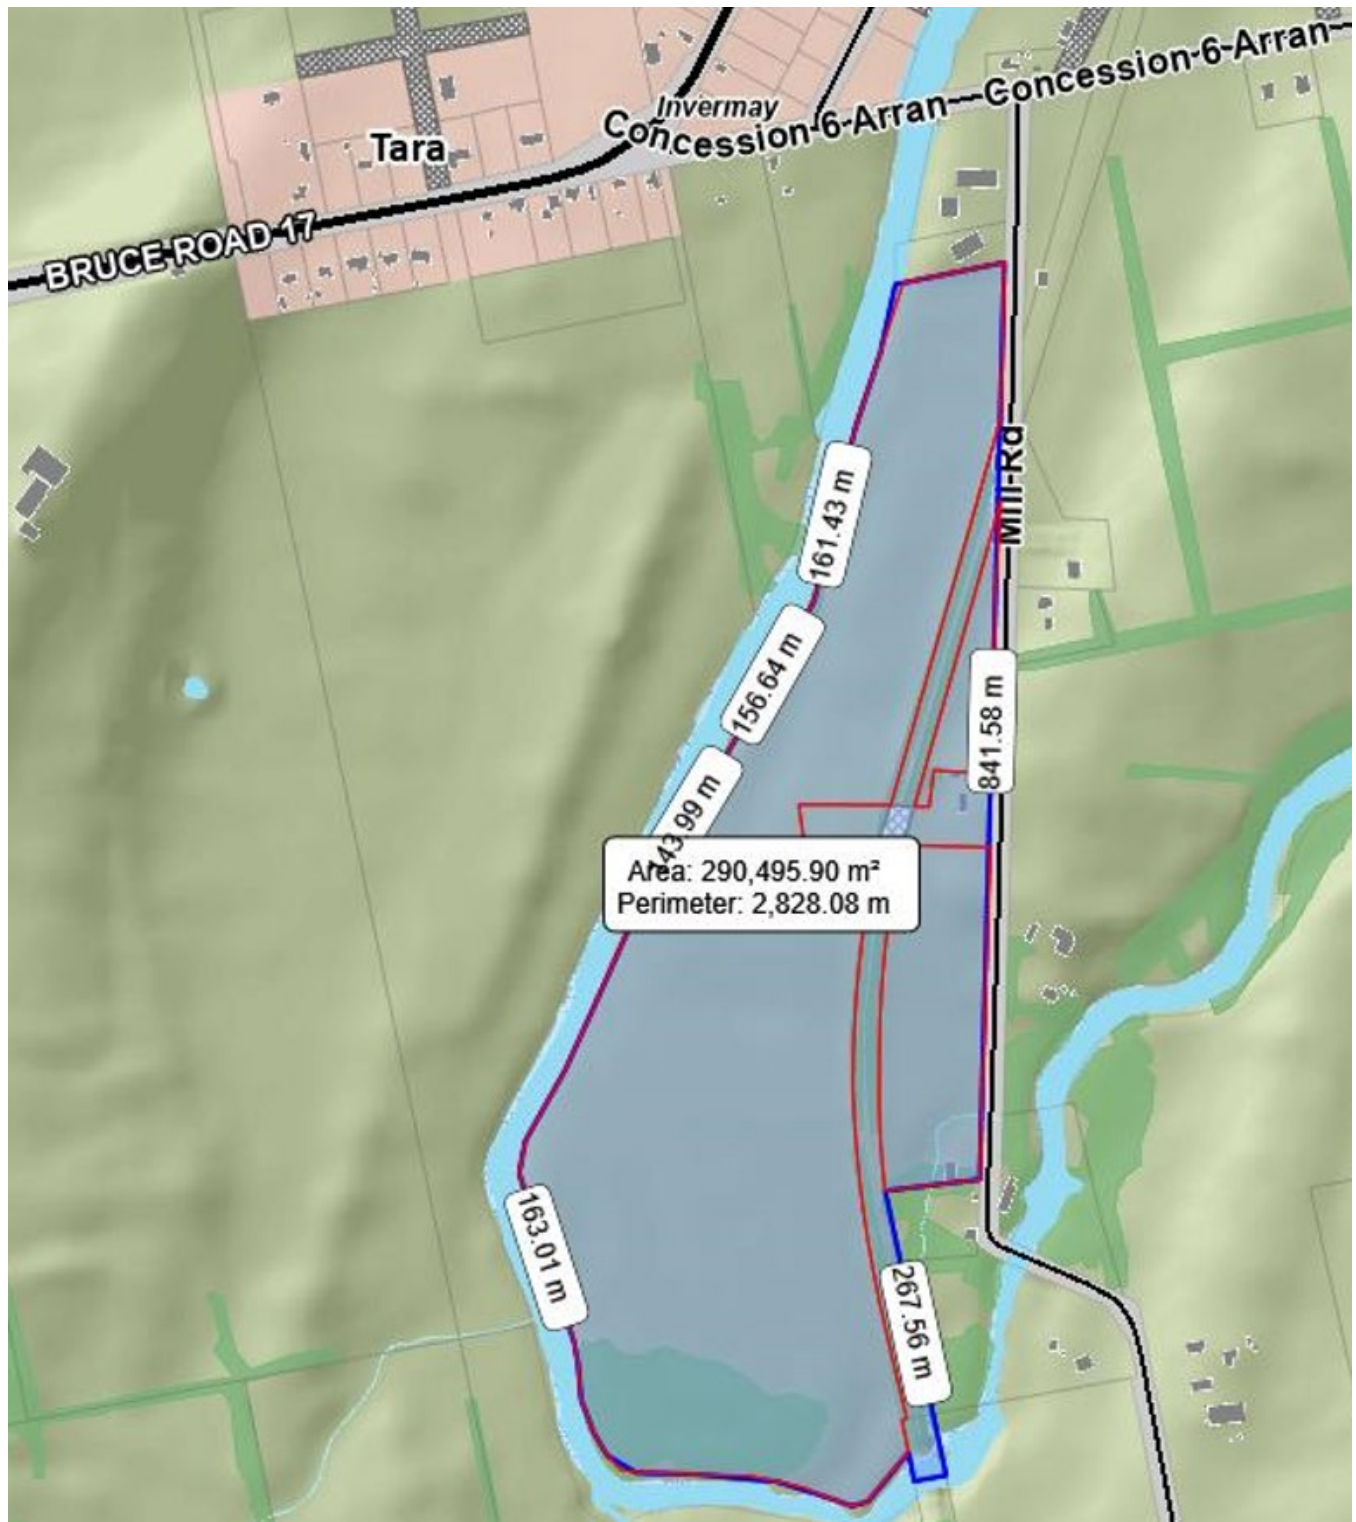 Invermay
Concession-6-Arran
Concession-6-Arran
Tara
BRUCE ROAD 17
Mill-Rd
161.43 m
156.64 m
841.58 m
143.99 m
Area: 290,495.90 m²
Perimeter: 2,828.08 m
163.01 m
267.56 m